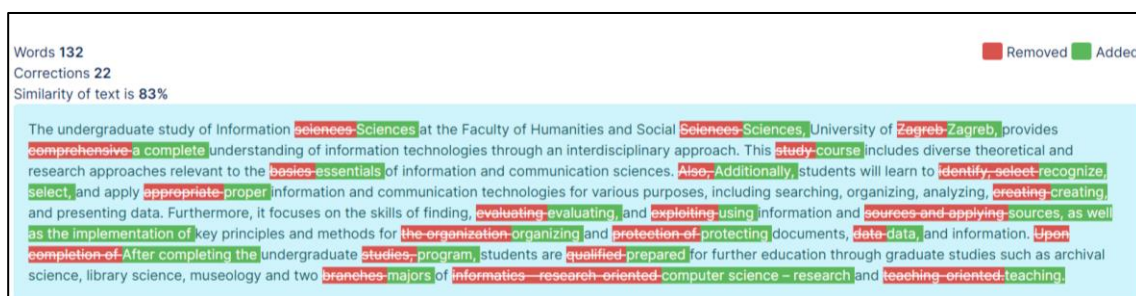 Words 132
Removed Added
Corrections 22
Similarity of text is 83%
The undergraduate study of Information sciences Sciences at the Faculty of Humanities and Social Sciences Sciences, University of Zagreb Zagreb, provides
comprehensive a complete understanding of information technologies through an interdisciplinary approach. This study course includes diverse theoretical and
research approaches relevant to the basics essentials of information and communication sciences. Also, Additionally, students will learn to identify, select recognize,
select, and apply appropriate proper information and communication technologies for various purposes, including searching, organizing, analyzing, creating creating,
and presenting data. Furthermore, it focuses on the skills of finding, evaluating evaluating, and exploiting using information and sources and applying sources, as well
as the implementation of key principles and methods for the organization organizing and protection of protecting documents, data data, and information. Upon
completion of After completing the undergraduate studies, program, students are qualified prepared for further education through graduate studies such as archival
science, library science, museology and two branches majors of informatics - research oriented computer science – research and teaching oriented. teaching.